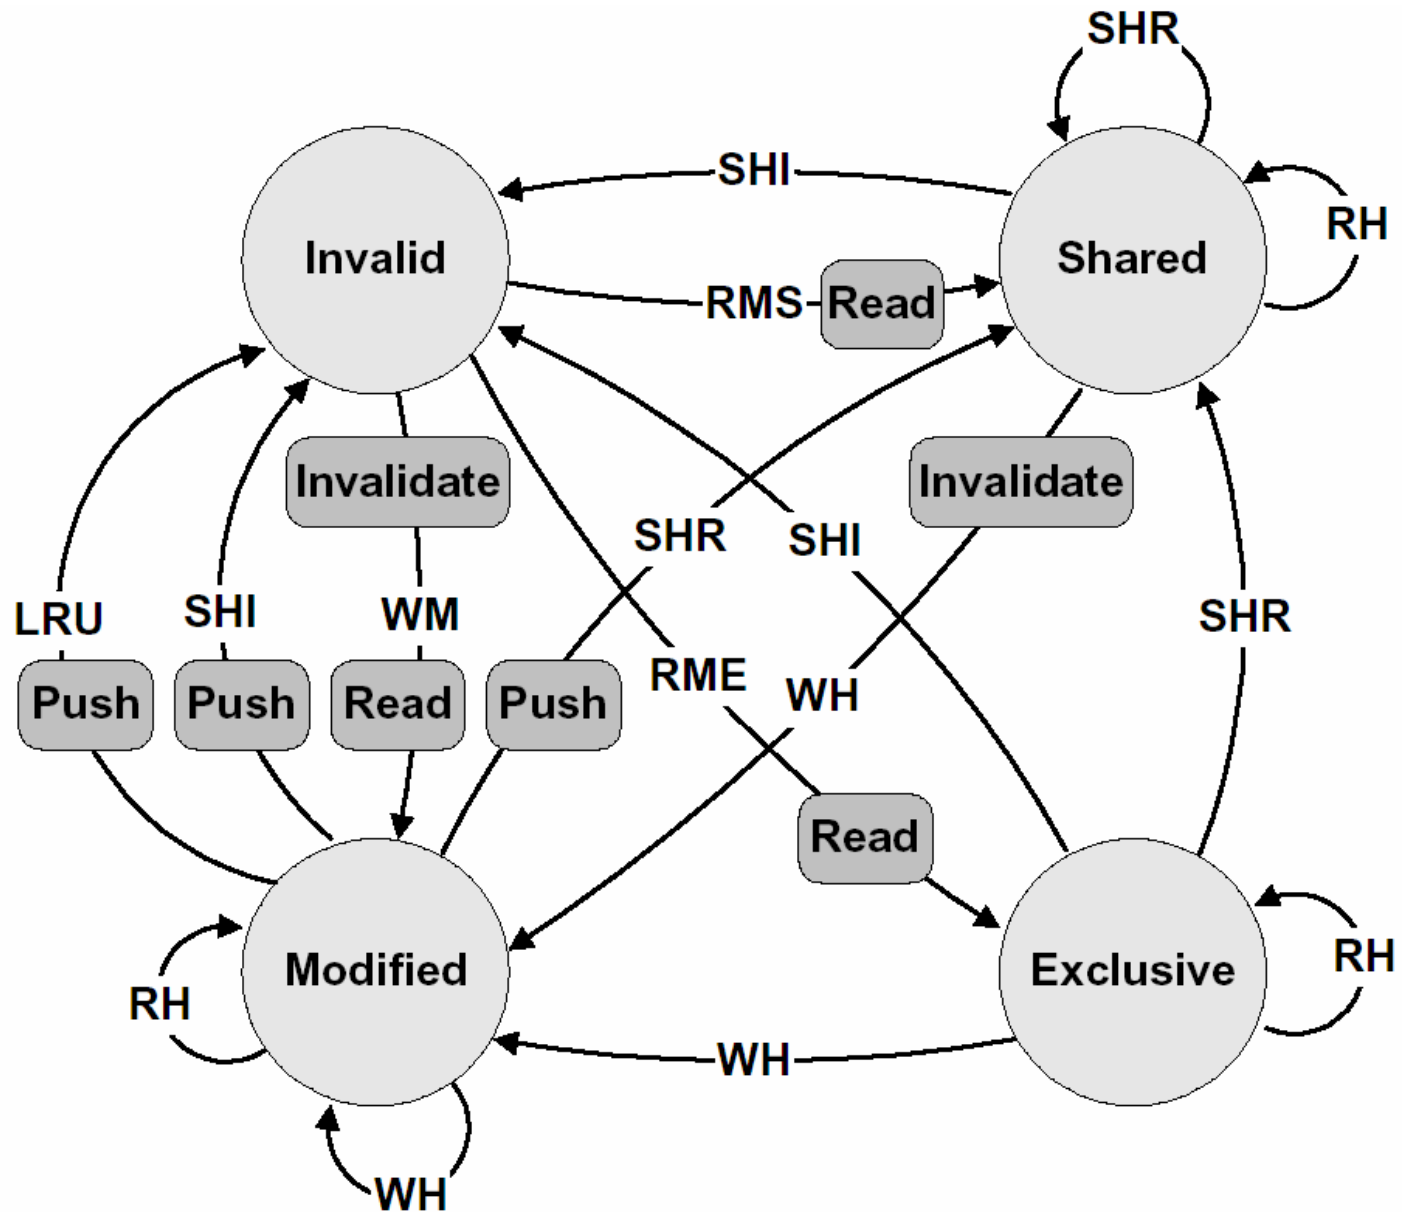 SHR
SHI
RH
Invalid
Shared
RMS
Read
Invalidate
Invalidate
SHR
SHI
LRU
SHI
WM
SHR
RME
WH
Push
Push
Read
Push
Read
Modified
Exclusive
RH
RH
WH
WH